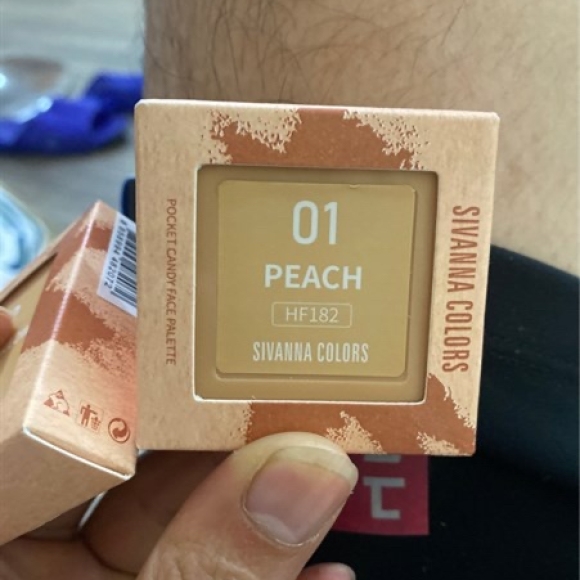 01
PEACH
HF182
SIVANNA COLORS
POCKET CANDY FACE PALETTE
SIVANNA COLORS